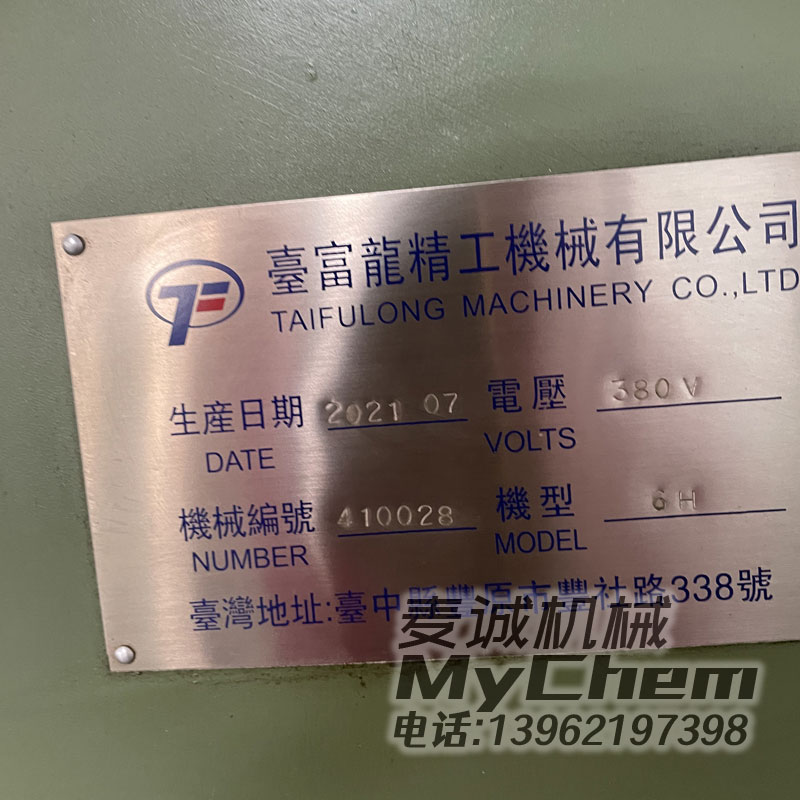 TF
臺富龍精工機械有限公司
TAIFULONG MACHINERY CO.,LTD
生産日期 2021 07 電壓 380V
DATE VOLTS
機械編號 410028 機型 6H
NUMBER MODEL
臺灣地址:臺中縣豐原市豐社路338號
麦诚机械
MyChem
电话:13962197398